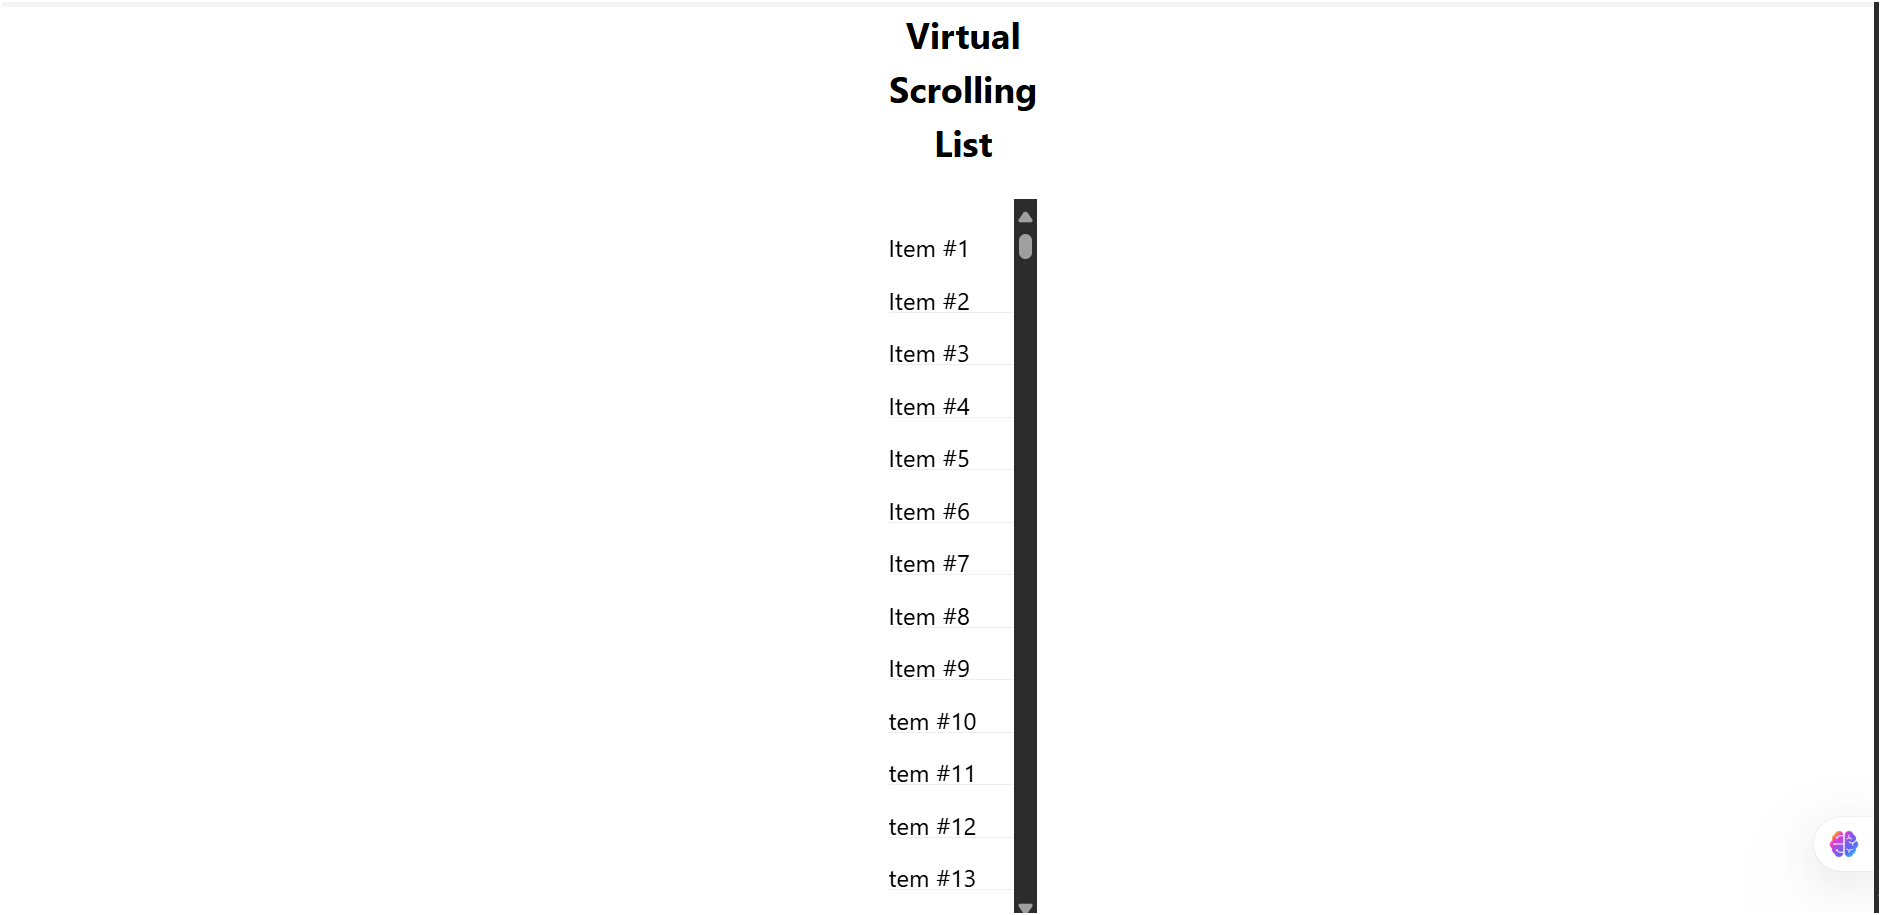 Virtual
Scrolling
List
Item #1
Item #2
Item #3
Item #4
Item #5
Item #6
Item #7
Item #8
Item #9
tem #10
tem #11
tem #12
tem #13